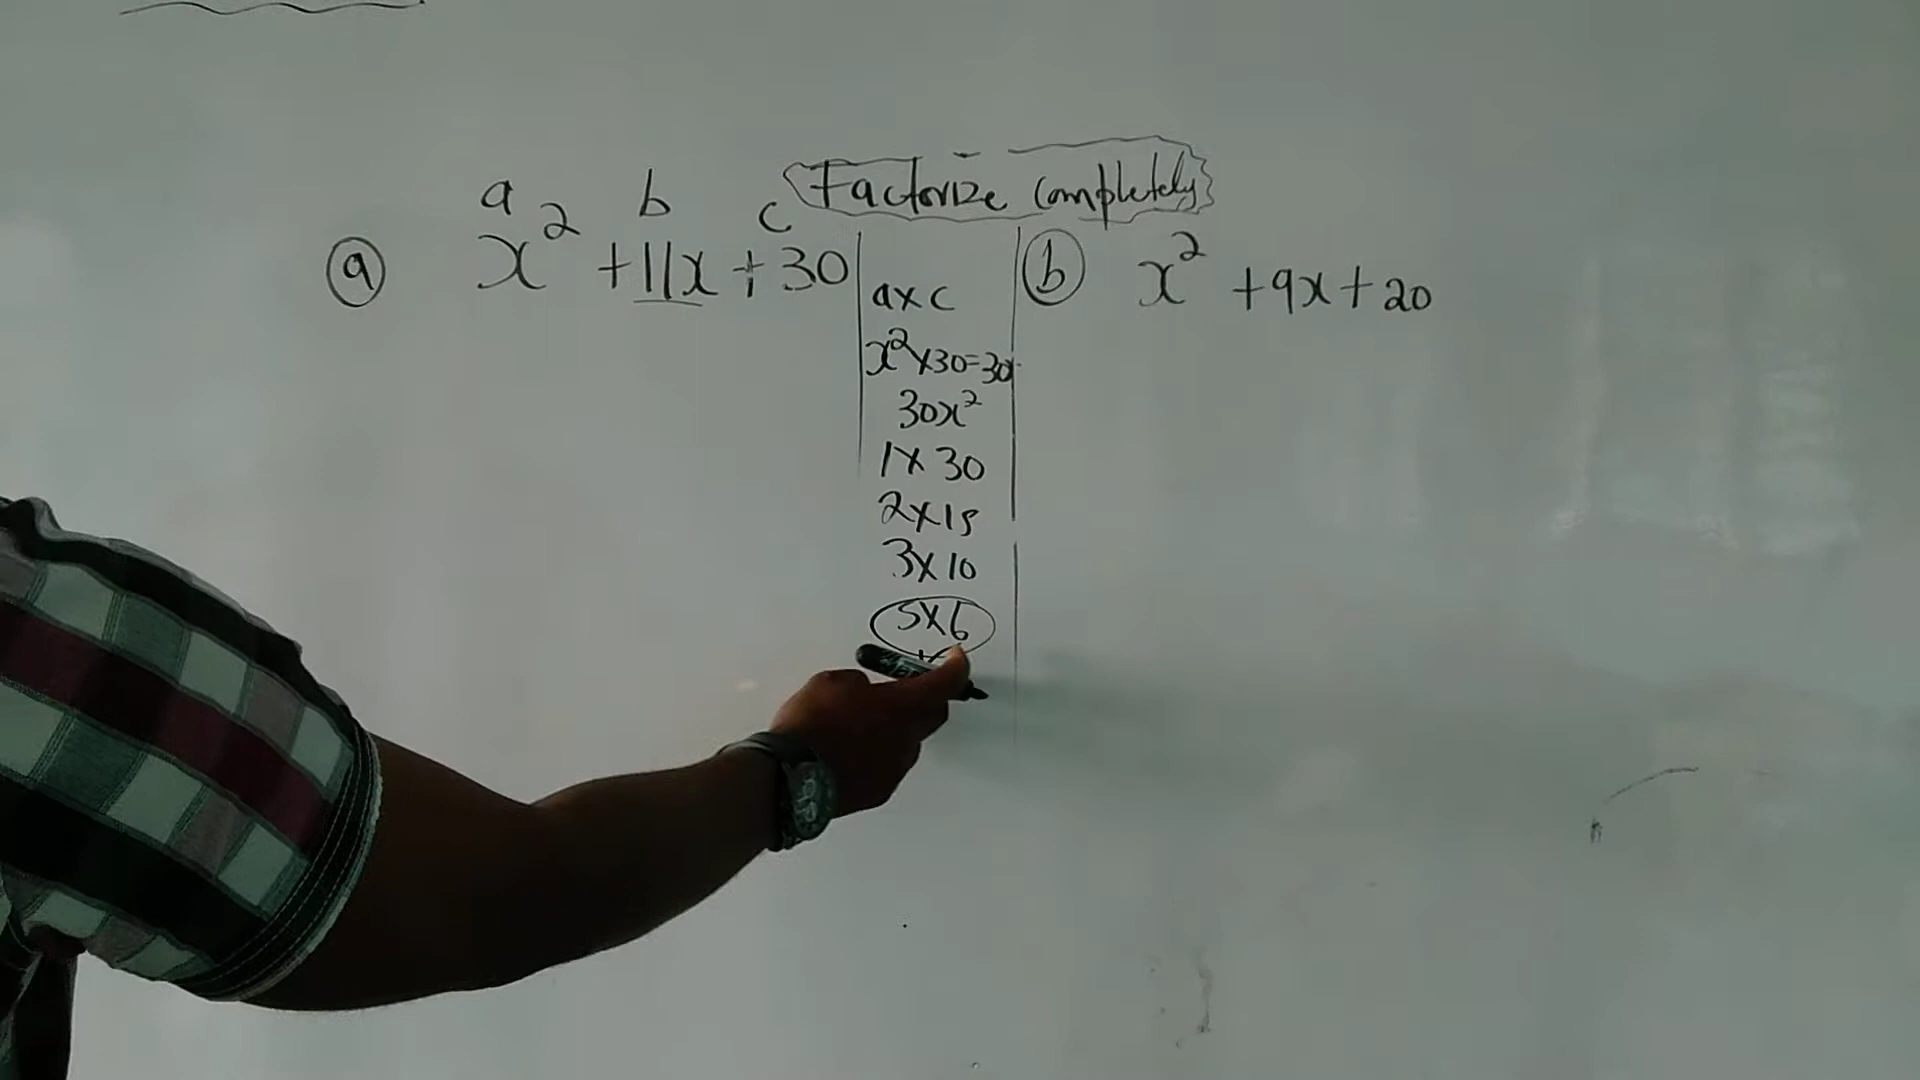 Factorize completely
a b c
ⓐ x² + 11x + 30
a x c
x² x 30 = 30
30x²
1 x 30
2 x 15
3 x 10
5 x 6
ⓑ x² + 9x + 20